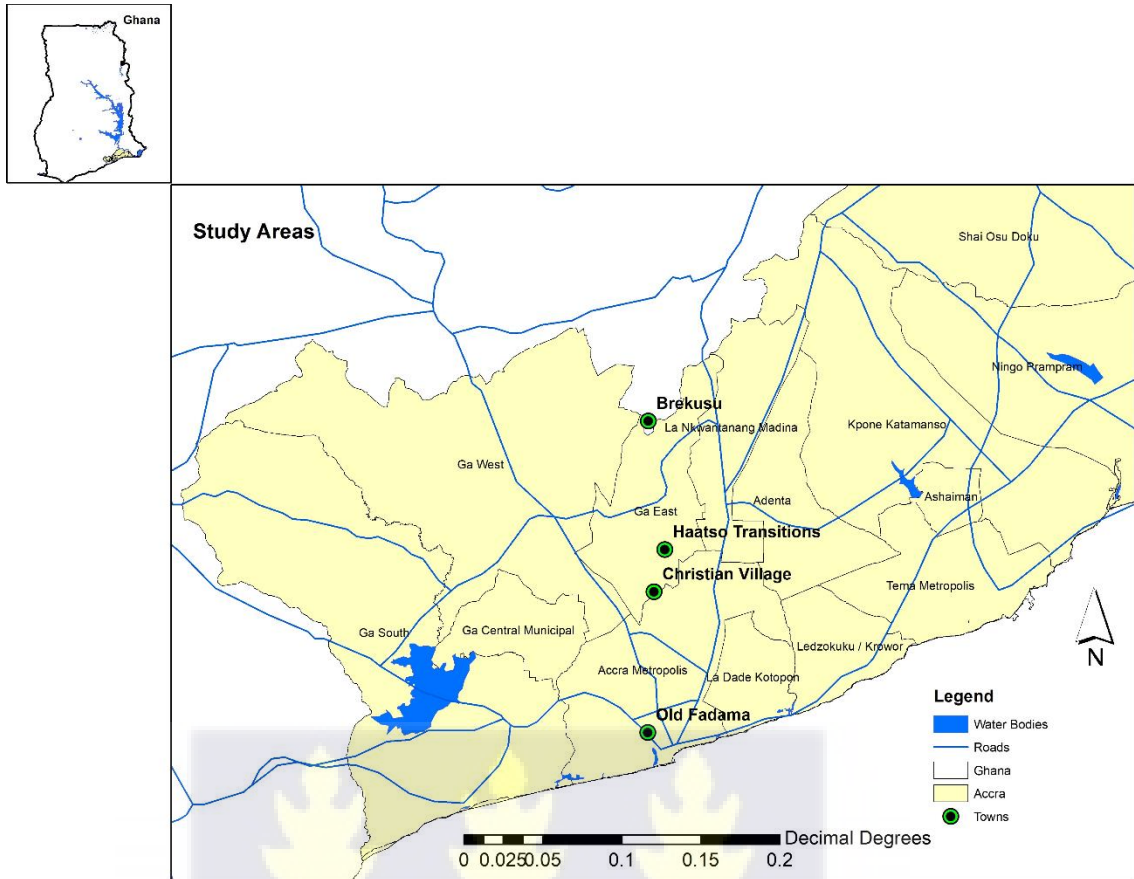 Ghana
Study Areas
Shai Osu Doku
Ningo Prampram
Brekusu
La Nkwantanang Madina
Kpone Katamanso
Ga West
Adenta
Ashaiman
Ga East
Haatso Transitions
Christian Village
Tema Metropolis
Ga South
Ga Central Municipal
Ledzokuku / Krowor
Accra Metropolis
La Dade Kotopon
N
Old Fadama
Legend
Water Bodies
Roads
Ghana
Accra
Towns
Decimal Degrees
0 0.025 0.05 0.1 0.15 0.2